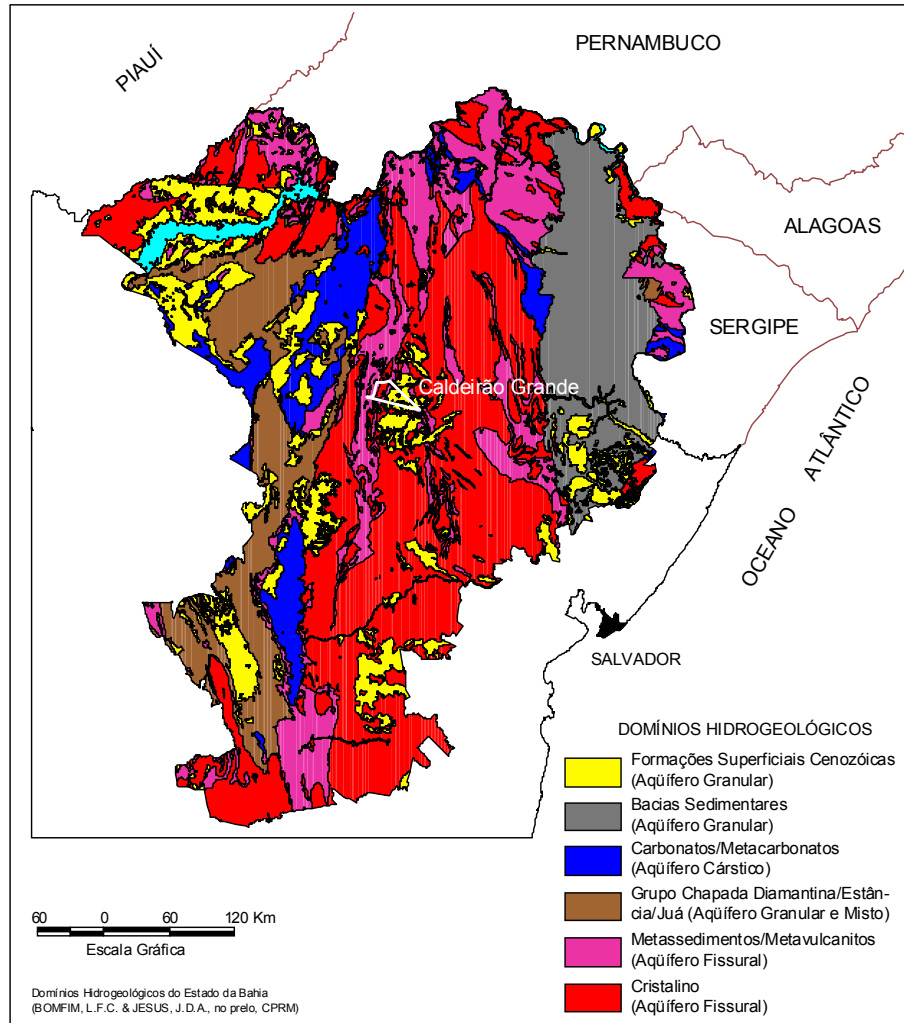 PIAUÍ
PERNAMBUCO
ALAGOAS
SERGIPE
Caldeirão Grande
OCEANO ATLÂNTICO
SALVADOR
DOMÍNIOS HIDROGEOLÓGICOS
Formações Superficiais Cenozóicas
(Aqüífero Granular)
Bacias Sedimentares
(Aqüífero Granular)
Carbonatos/Metacarbonatos
(Aqüífero Cárstico)
Grupo Chapada Diamantina/Estân-
cia/Juá (Aqüífero Granular e Misto)
Metassedimentos/Metavulcanitos
(Aqüífero Fissural)
Cristalino
(Aqüífero Fissural)
60 0 60 120 Km
Escala Gráfica
Domínios Hidrogeológicos do Estado da Bahia
(BOMFIM, L.F.C. & JESUS, J.D.A., no prelo, CPRM)